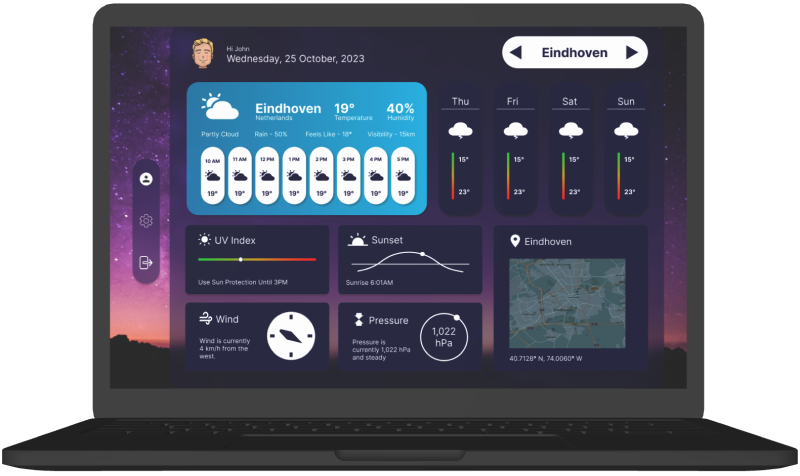 Hi John
Wednesday, 25 October, 2023
Eindhoven
Eindhoven 19° 40%
Netherlands Temperature Humidity
Partly Cloud Rain - 50% Feels Like - 18° Visibility - 15km
10 AM 11 AM 12 PM 1 PM 2 PM 3 PM 4 PM 5 PM
19° 19° 19° 19° 19° 19° 19° 19°
Thu Fri Sat Sun
15° 15° 15° 15°
23° 23° 23° 23°
UV Index
Use Sun Protection Until 3PM
Sunset
Sunrise 6:01AM
Wind
Wind is currently
4 km/h from the
west.
Pressure
Pressure is
currently 1,022 hPa
and steady
1,022
hPa
Eindhoven
40.7128° N, 74.0060° W